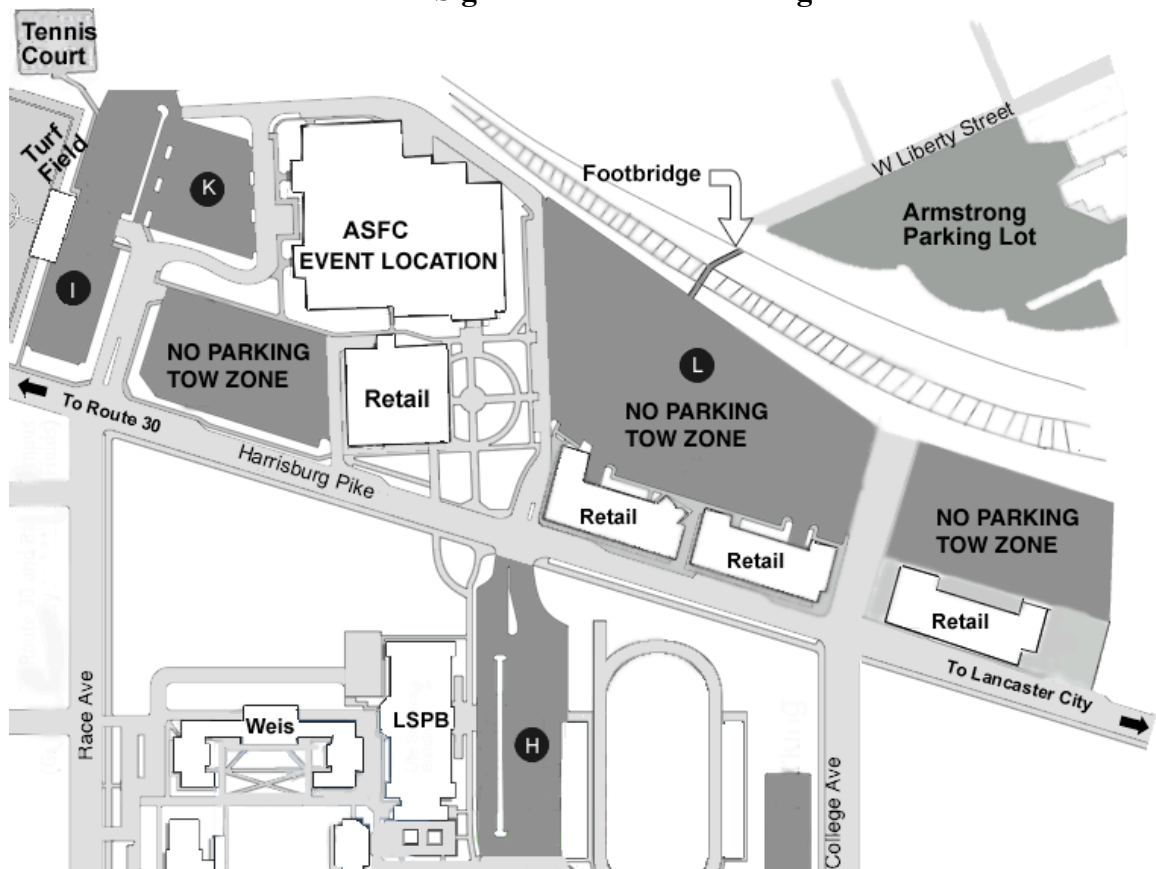 Tennis
Court
Turf
Field
K
I
ASFC
EVENT LOCATION
Footbridge
W Liberty Street
Armstrong
Parking Lot
NO PARKING
TOW ZONE
Retail
L
NO PARKING
TOW ZONE
To Route 30
Harrisburg Pike
Retail
Retail
NO PARKING
TOW ZONE
Retail
To Lancaster City
Race Ave
Weis
LSPB
H
College Ave